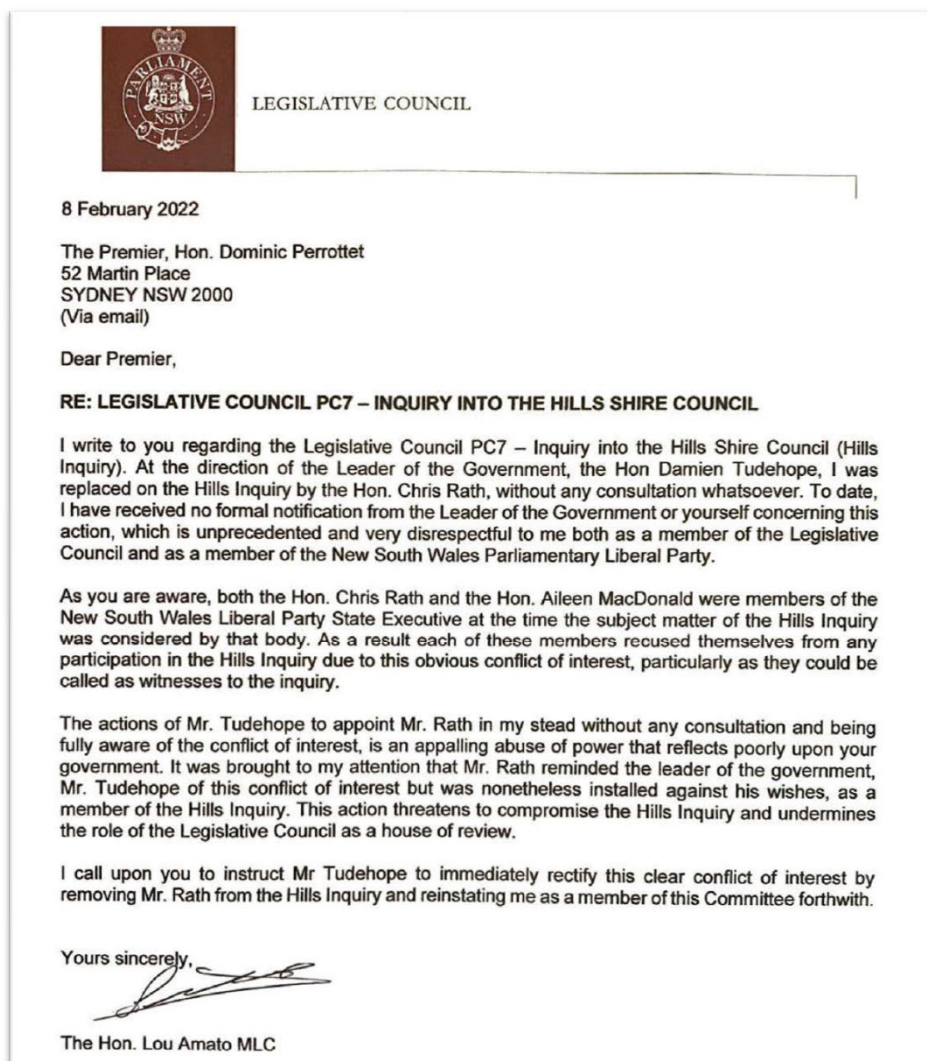 PARLIAMENT
NSW
LEGISLATIVE COUNCIL
8 February 2022
The Premier, Hon. Dominic Perrottet
52 Martin Place
SYDNEY NSW 2000
(Via email)
Dear Premier,
RE: LEGISLATIVE COUNCIL PC7 – INQUIRY INTO THE HILLS SHIRE COUNCIL
I write to you regarding the Legislative Council PC7 – Inquiry into the Hills Shire Council (Hills
Inquiry). At the direction of the Leader of the Government, the Hon Damien Tudehope, I was
replaced on the Hills Inquiry by the Hon. Chris Rath, without any consultation whatsoever. To date,
I have received no formal notification from the Leader of the Government or yourself concerning this
action, which is unprecedented and very disrespectful to me both as a member of the Legislative
Council and as a member of the New South Wales Parliamentary Liberal Party.
As you are aware, both the Hon. Chris Rath and the Hon. Aileen MacDonald were members of the
New South Wales Liberal Party State Executive at the time the subject matter of the Hills Inquiry
was considered by that body. As a result each of these members recused themselves from any
participation in the Hills Inquiry due to this obvious conflict of interest, particularly as they could be
called as witnesses to the inquiry.
The actions of Mr. Tudehope to appoint Mr. Rath in my stead without any consultation and being
fully aware of the conflict of interest, is an appalling abuse of power that reflects poorly upon your
government. It was brought to my attention that Mr. Rath reminded the leader of the government,
Mr. Tudehope of this conflict of interest but was nonetheless installed against his wishes, as a
member of the Hills Inquiry. This action threatens to compromise the Hills Inquiry and undermines
the role of the Legislative Council as a house of review.
I call upon you to instruct Mr Tudehope to immediately rectify this clear conflict of interest by
removing Mr. Rath from the Hills Inquiry and reinstating me as a member of this Committee forthwith.
Yours sincerely,
The Hon. Lou Amato MLC